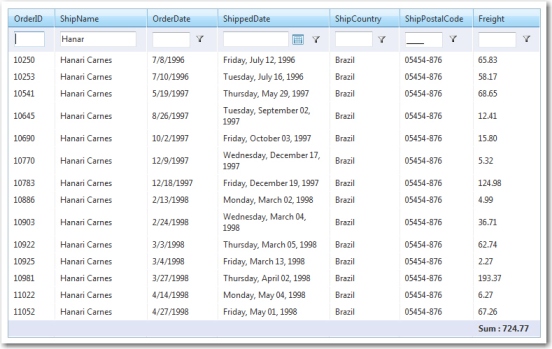 OrderID ShipName OrderDate ShippedDate ShipCountry ShipPostalCode Freight
Hanar
10250 Hanari Carnes 7/8/1996 Friday, July 12, 1996 Brazil 05454-876 65.83
10253 Hanari Carnes 7/10/1996 Tuesday, July 16, 1996 Brazil 05454-876 58.17
10541 Hanari Carnes 5/19/1997 Thursday, May 29, 1997 Brazil 05454-876 68.65
10645 Hanari Carnes 8/26/1997 Tuesday, September 02, 1997 Brazil 05454-876 12.41
10690 Hanari Carnes 10/2/1997 Friday, October 03, 1997 Brazil 05454-876 15.80
10770 Hanari Carnes 12/9/1997 Wednesday, December 17, 1997 Brazil 05454-876 5.32
10783 Hanari Carnes 12/18/1997 Friday, December 19, 1997 Brazil 05454-876 124.98
10886 Hanari Carnes 2/13/1998 Monday, March 02, 1998 Brazil 05454-876 4.99
10903 Hanari Carnes 2/24/1998 Wednesday, March 04, 1998 Brazil 05454-876 36.71
10922 Hanari Carnes 3/3/1998 Thursday, March 05, 1998 Brazil 05454-876 62.74
10925 Hanari Carnes 3/4/1998 Friday, March 13, 1998 Brazil 05454-876 2.27
10981 Hanari Carnes 3/27/1998 Thursday, April 02, 1998 Brazil 05454-876 193.37
11022 Hanari Carnes 4/14/1998 Monday, May 04, 1998 Brazil 05454-876 6.27
11052 Hanari Carnes 4/27/1998 Friday, May 01, 1998 Brazil 05454-876 67.26
Sum : 724.77